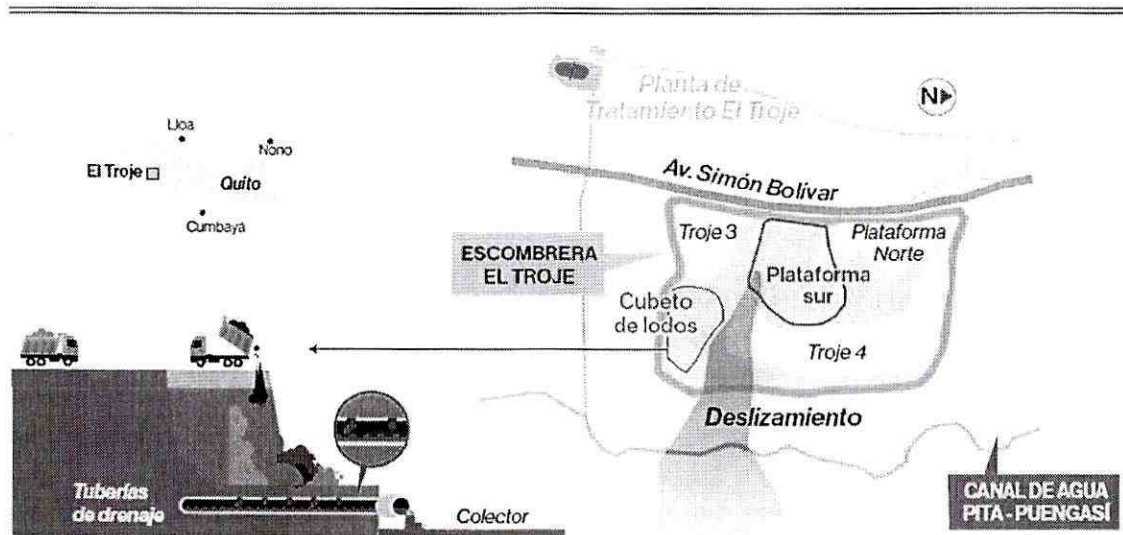 Planta de
Tratamiento El Troje
N
Lloa
Nono
El Troje
Quito
Cumbayá
Av. Simón Bolívar
Troje 3
Plataforma
Norte
ESCOMBRERA
EL TROJE
Plataforma
sur
Cubeto
de lodos
Troje 4
Deslizamiento
Tuberías
de drenaje
Colector
CANAL DE AGUA
PITA - PUENGASÍ